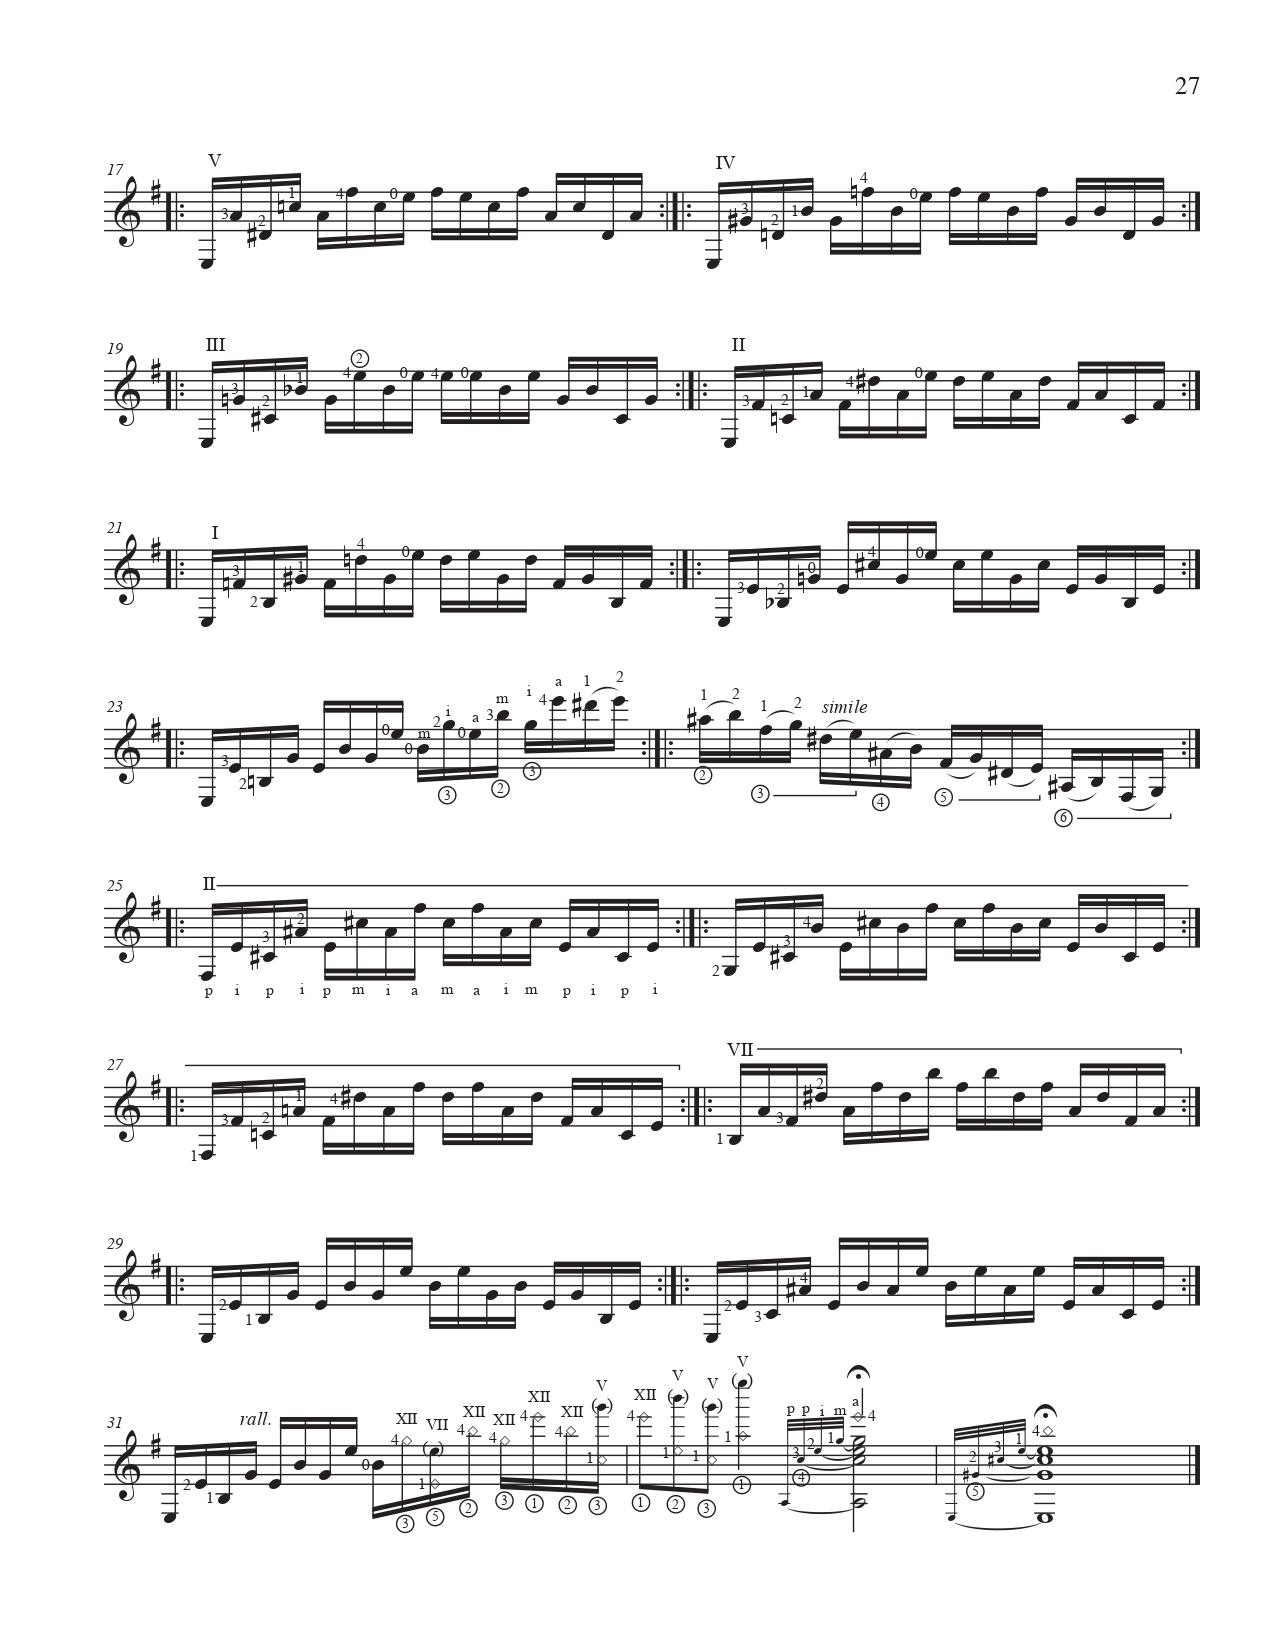 27
V IV
17
3 2 1 4 0 3 2 1 4 0
III II
19
3 2 1 4 ② 0 4 0 3 2 1 4 0
I
21
3 2 1 4 0 3 2 0 4 0
23
3 2 0 0 m 2 i 0 a 3 m i 4 a 1 2 1 2 1 2 simile
③ ② ③ ② ③ ④ ⑤ ⑥
II
25
3 2 2 3 4
p i p i p m i a m a i m p i p i
VII
27
1 3 2 1 4 1 3 2
29
2 1 2 3 4
31
rall. XII VII XII XII XII XII V XII V V V p p i m a
2 1 0 4 1 4 4 4 4 1 4 1 1 1 3 2 1 4 2 3 1 4
③ ⑤ ② ③ ① ② ③ ① ② ③ ① ④ ⑤